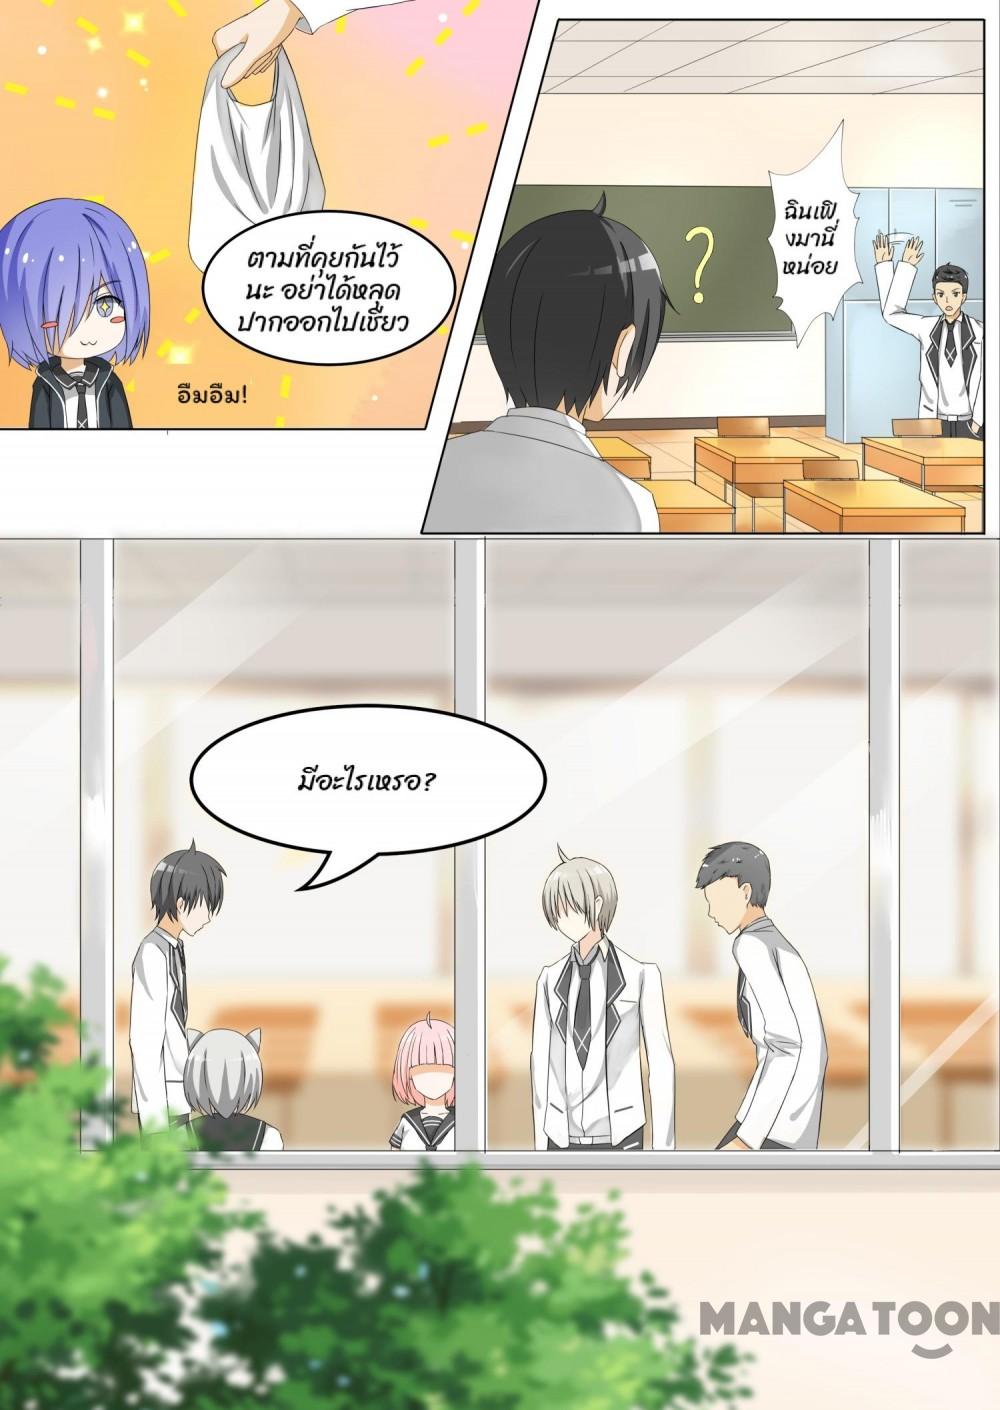 ตามที่คุยกันไว้
นะ อย่าได้หลุด
ปากออกไปเชียว
อืมอืม!
?
ฉินเฟิ
งมานี่
หน่อย
มีอะไรเหรอ?
MANGATOON